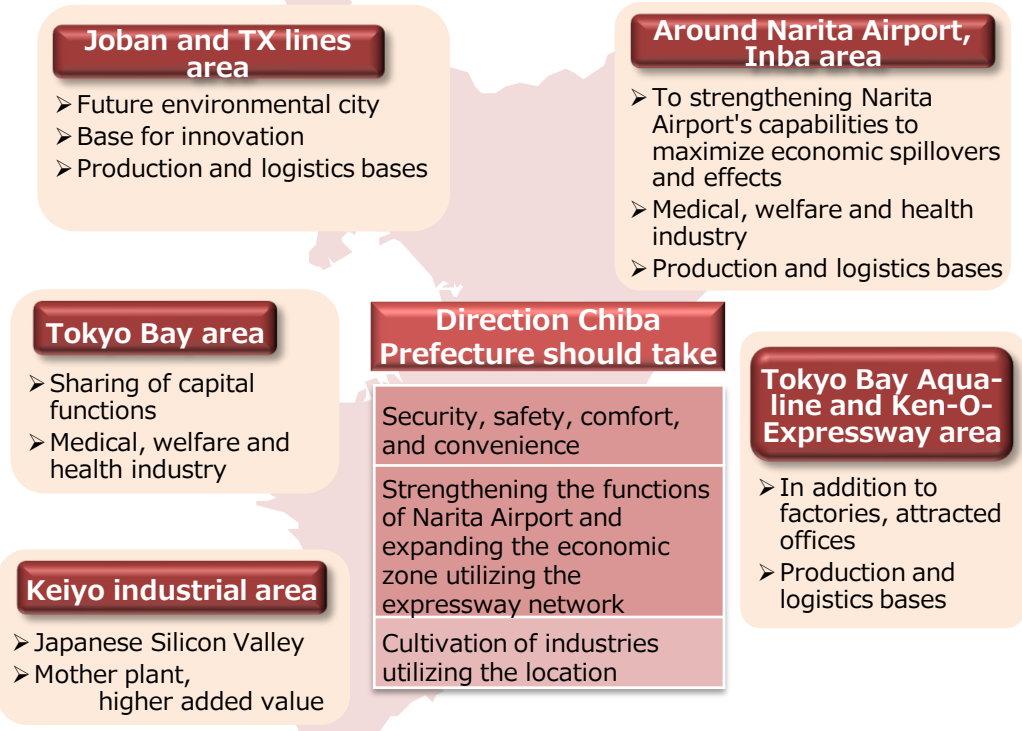 Joban and TX lines
area
➢ Future environmental city
➢ Base for innovation
➢ Production and logistics bases
Around Narita Airport,
Inba area
➢ To strengthening Narita
Airport's capabilities to
maximize economic spillovers
and effects
➢ Medical, welfare and health
industry
➢ Production and logistics bases
Tokyo Bay area
➢ Sharing of capital
functions
➢ Medical, welfare and
health industry
Direction Chiba
Prefecture should take
Security, safety, comfort,
and convenience
Strengthening the functions
of Narita Airport and
expanding the economic
zone utilizing the
expressway network
Cultivation of industries
utilizing the location
Tokyo Bay Aqua-
line and Ken-O-
Expressway area
➢ In addition to
factories, attracted
offices
➢ Production and
logistics bases
Keiyo industrial area
➢ Japanese Silicon Valley
➢ Mother plant,
higher added value